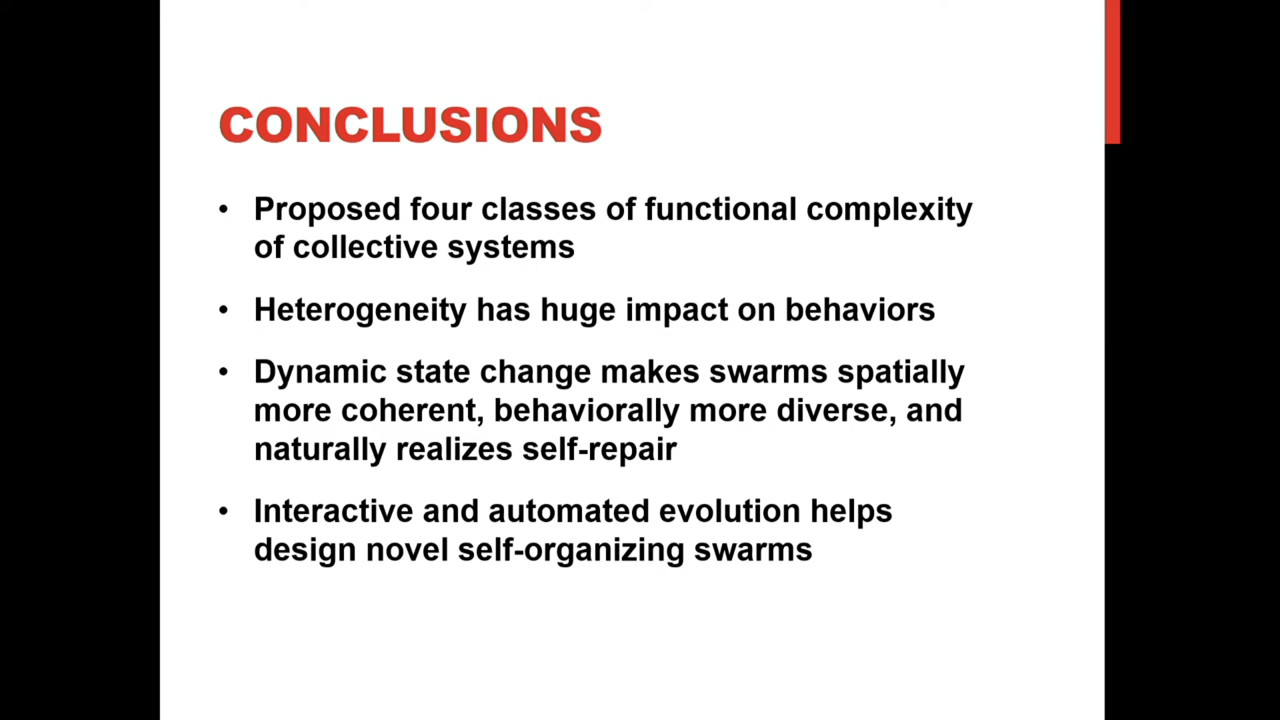 CONCLUSIONS
• Proposed four classes of functional complexity
of collective systems
• Heterogeneity has huge impact on behaviors
• Dynamic state change makes swarms spatially
more coherent, behaviorally more diverse, and
naturally realizes self-repair
• Interactive and automated evolution helps
design novel self-organizing swarms